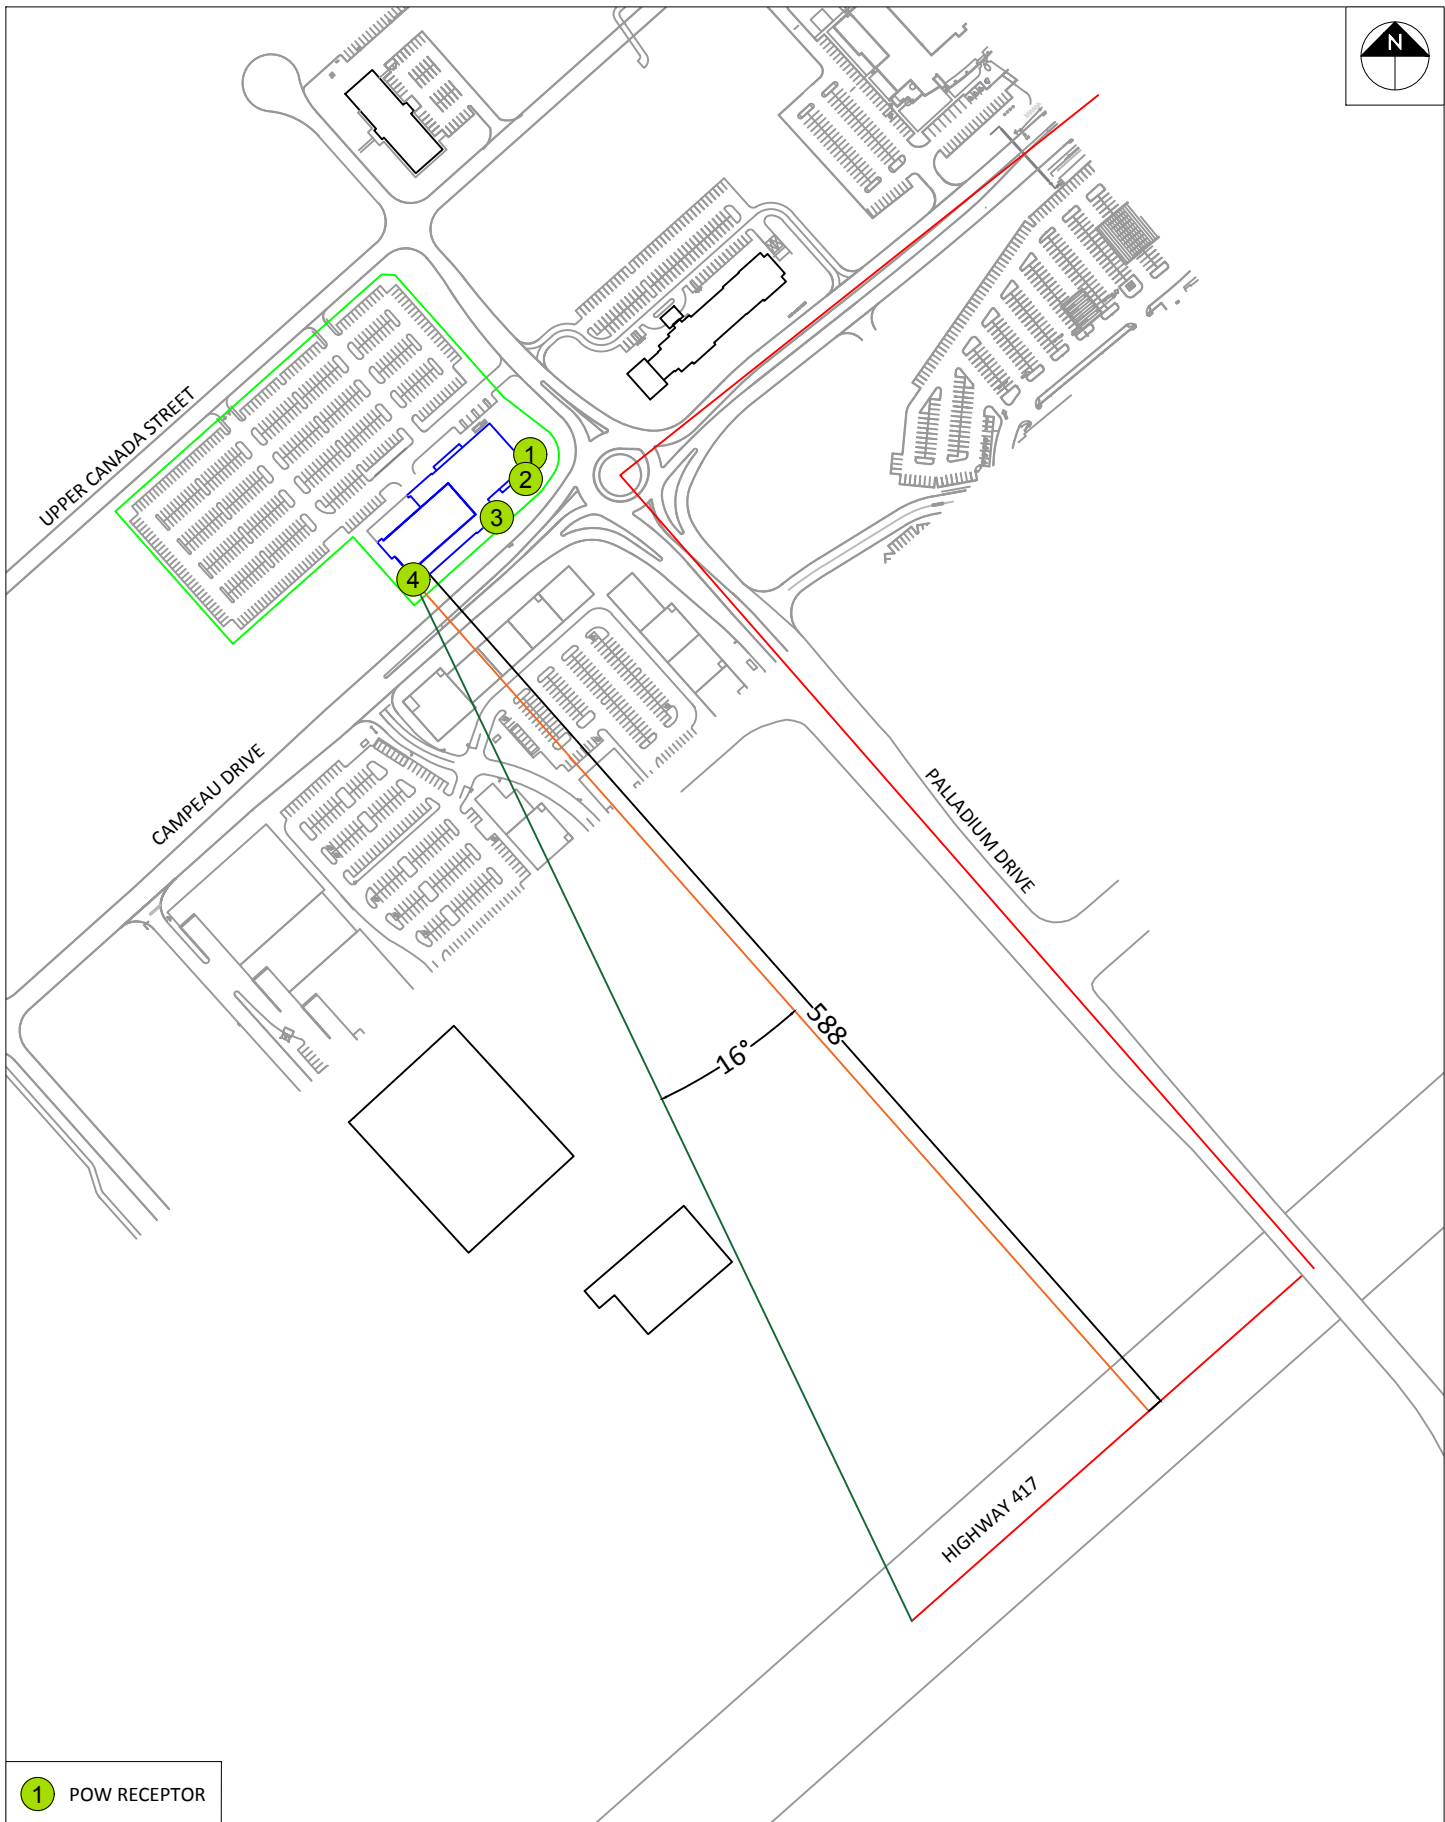 N
UPPER CANADA STREET
1
2
3
4
CAMPEAU DRIVE
PALLADIUM DRIVE
588
16°
HIGHWAY 417
1 POW RECEPTOR